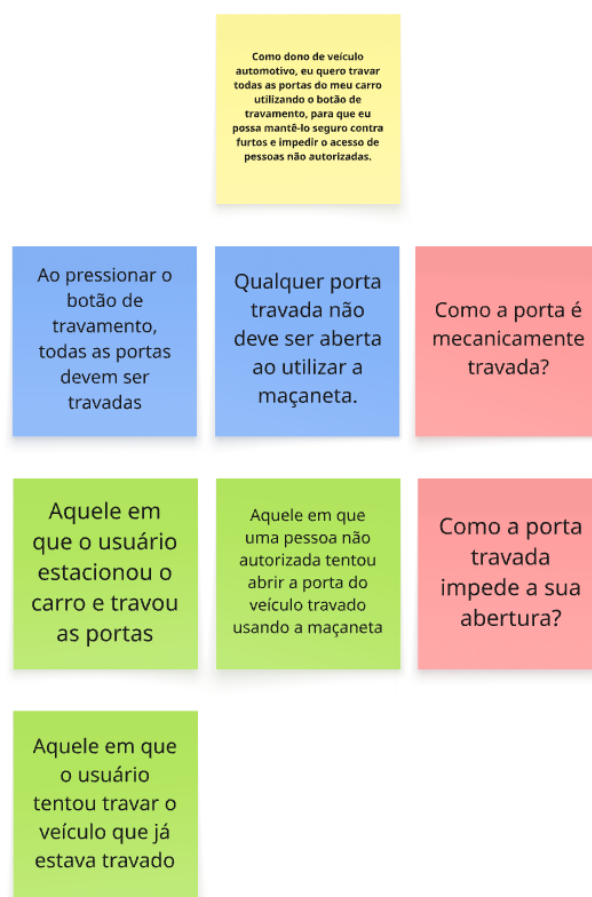 Como dono de veículo
automotivo, eu quero travar
todas as portas do meu carro
utilizando o botão de
travamento, para que eu
possa mantê-lo seguro contra
furtos e impedir o acesso de
pessoas não autorizadas.
Ao pressionar o
botão de
travamento,
todas as portas
devem ser
travadas
Qualquer porta
travada não
deve ser aberta
ao utilizar a
maçaneta.
Como a porta é
mecanicamente
travada?
Aquele em
que o usuário
estacionou o
carro e travou
as portas
Aquele em que
uma pessoa não
autorizada tentou
abrir a porta do
veículo travado
usando a maçaneta
Como a porta
travada
impede a sua
abertura?
Aquele em que
o usuário
tentou travar o
veículo que já
estava travado